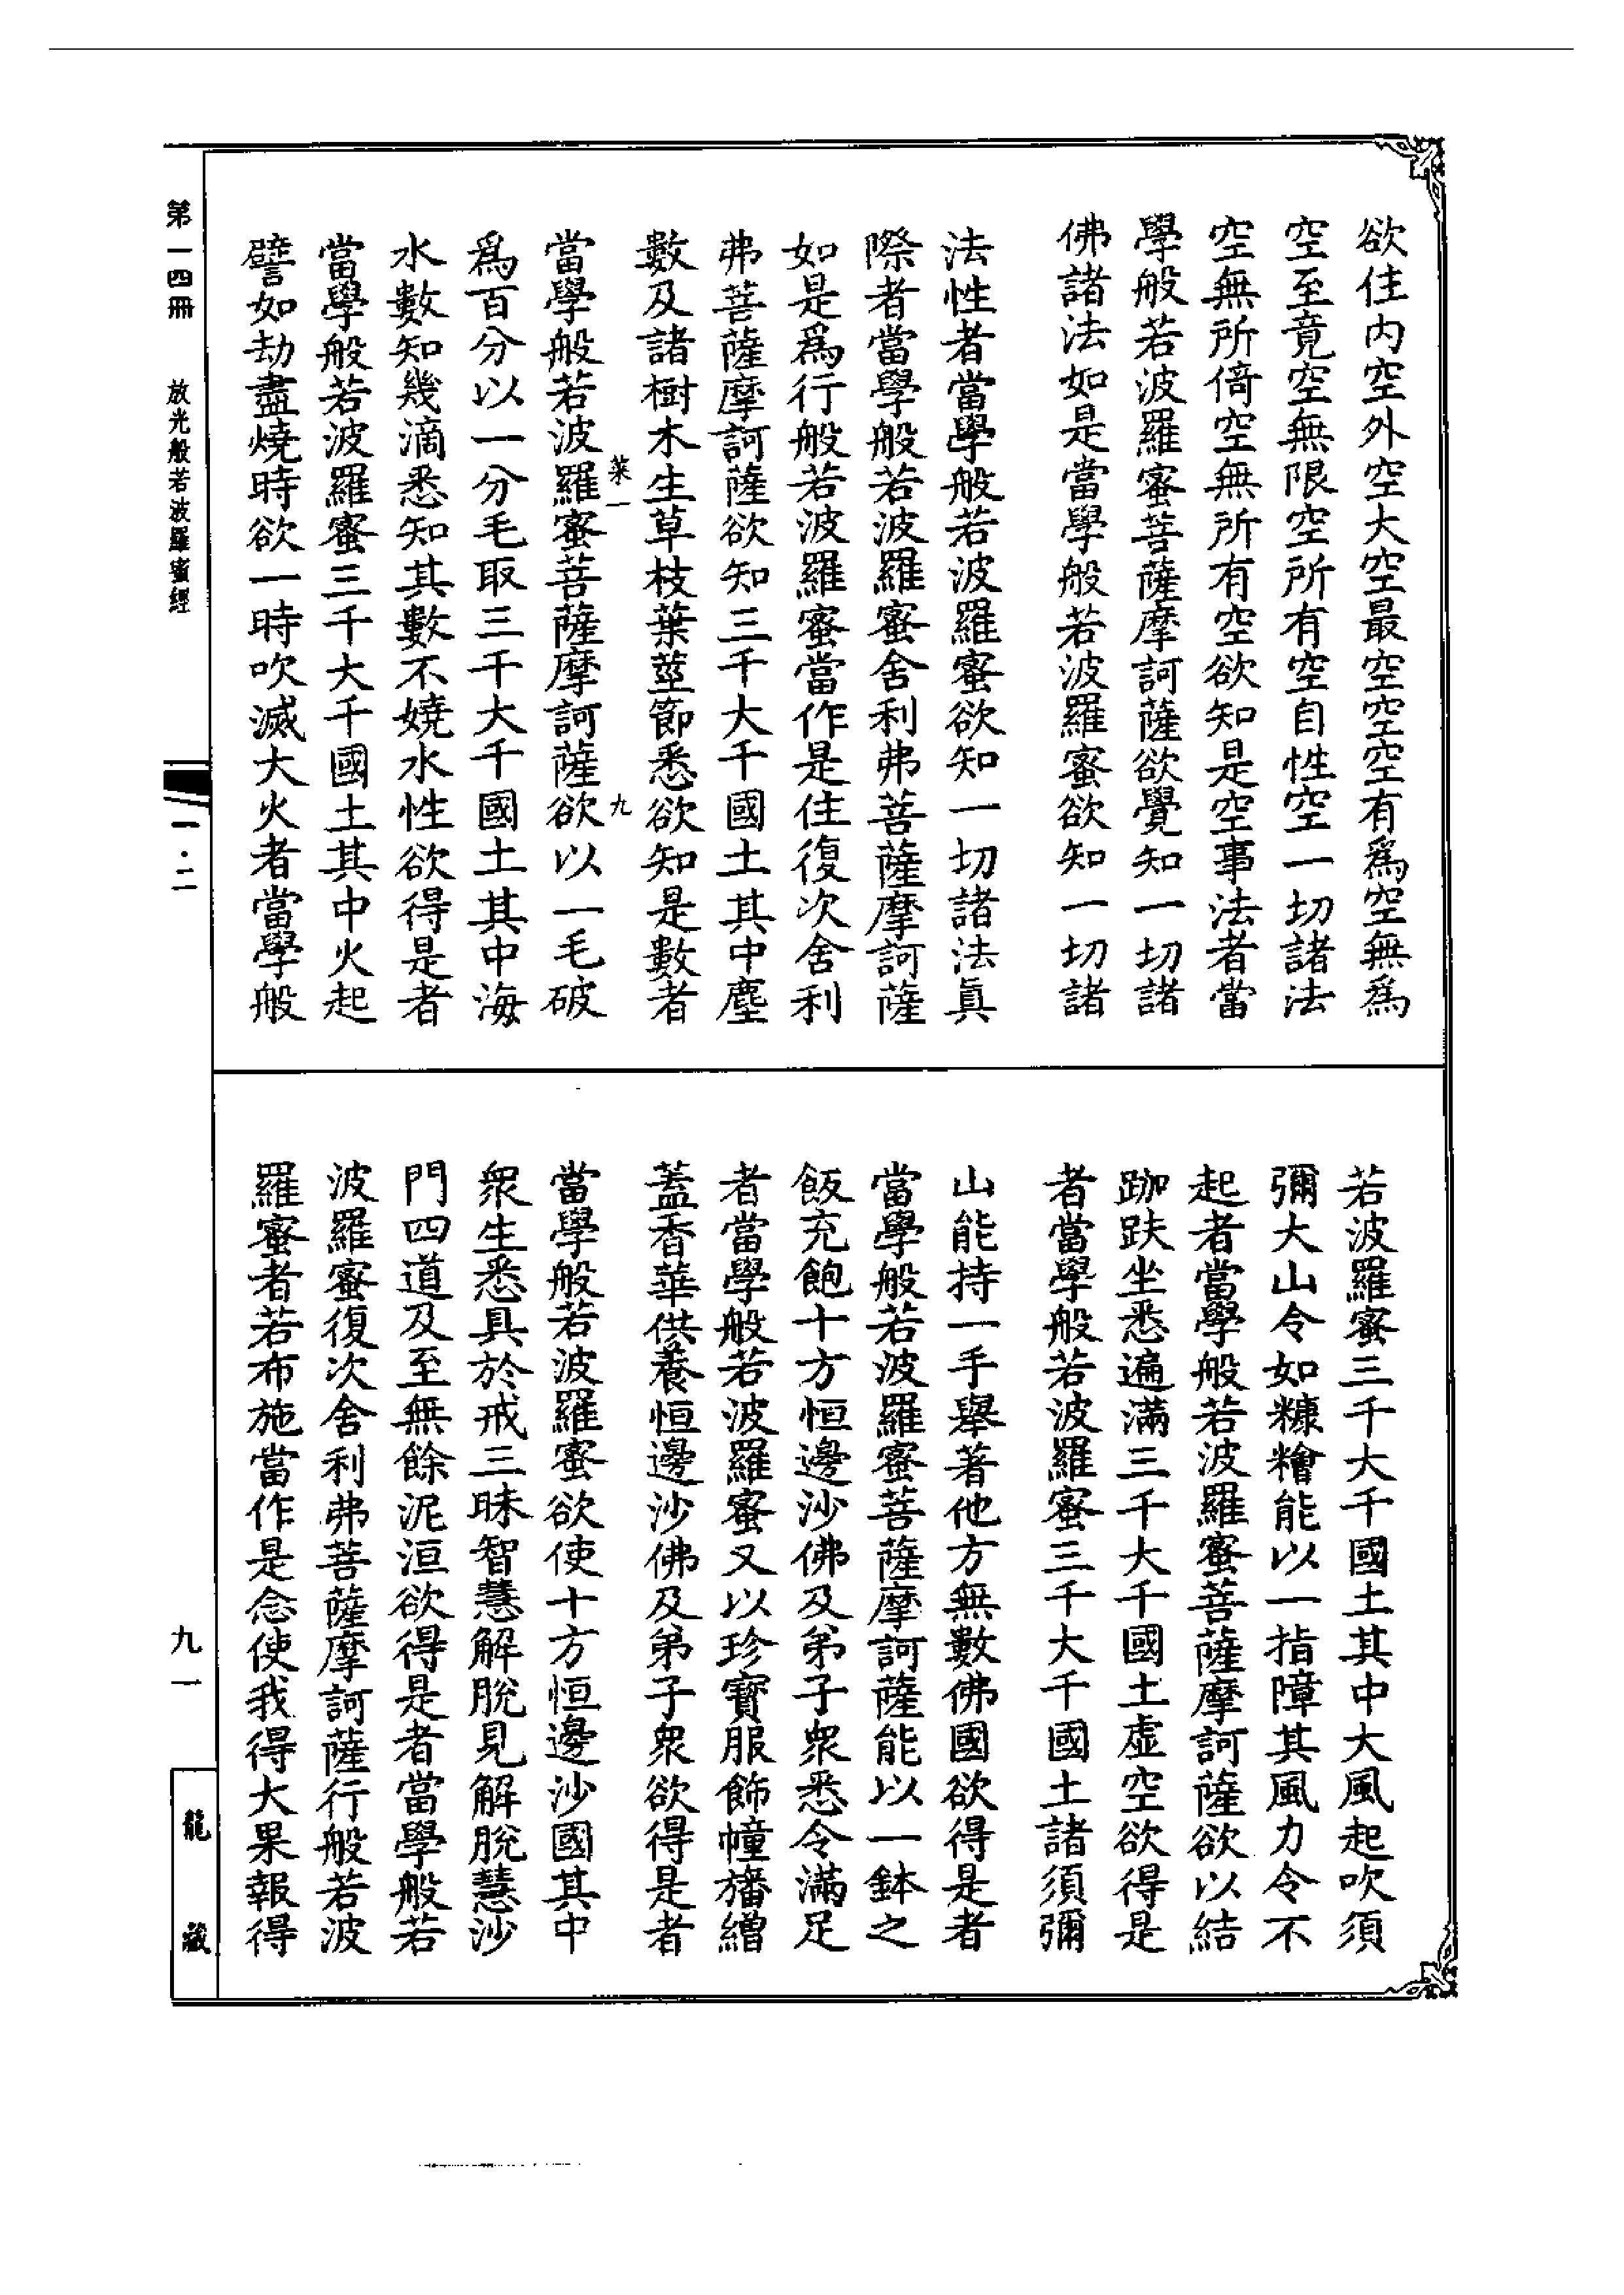 欲住内空外空大空最空空空有為空無為
空至竟空無限空所有空自性空一切諸法
空無所倚空無所有空欲知是空事法者當
學般若波羅蜜菩薩摩訶薩欲覺知一切諸
佛諸法如是當學般若波羅蜜欲知一切諸
法性者當學般若波羅蜜欲知一切諸法真
際者當學般若波羅蜜舍利弗菩薩摩訶薩
如是為行般若波羅蜜當作是住復次舍利
弗菩薩摩訶薩欲知三千大千國土其中塵
數及諸樹木生草枝葉莖節悉欲知是數者
菜一 九
當學般若波羅蜜菩薩摩訶薩欲以一毛破
為百分以一分毛取三千大千國土其中海
水數知幾滴悉知其數不嬈水性欲得是者
當學般若波羅蜜三千大千國土其中火起
譬如劫盡燒時欲一時吹滅大火者當學般
若波羅蜜三千大千國土其中大風起吹須
彌大山令如糠糩能以一指障其風力令不
起者當學般若波羅蜜菩薩摩訶薩欲以結
跏趺坐悉遍滿三千大千國土虛空欲得是
者當學般若波羅蜜三千大千國土諸須彌
山能持一手舉著他方無數佛國欲得是者
當學般若波羅蜜菩薩摩訶薩能以一鉢之
飯充飽十方恒邊沙佛及弟子衆悉令滿足
者當學般若波羅蜜又以珍寶服飾幢旛繒
蓋香華供養恒邊沙佛及弟子衆欲得是者
當學般若波羅蜜欲使十方恒邊沙國其中
衆生悉具於戒三昧智慧解脫見解脫慧沙
門四道及至無餘泥洹欲得是者當學般若
波羅蜜復次舍利弗菩薩摩訶薩行般若波
羅蜜者若布施當作是念使我得大果報得
第一四冊 放光般若波羅蜜經
一·二
九一
龍藏